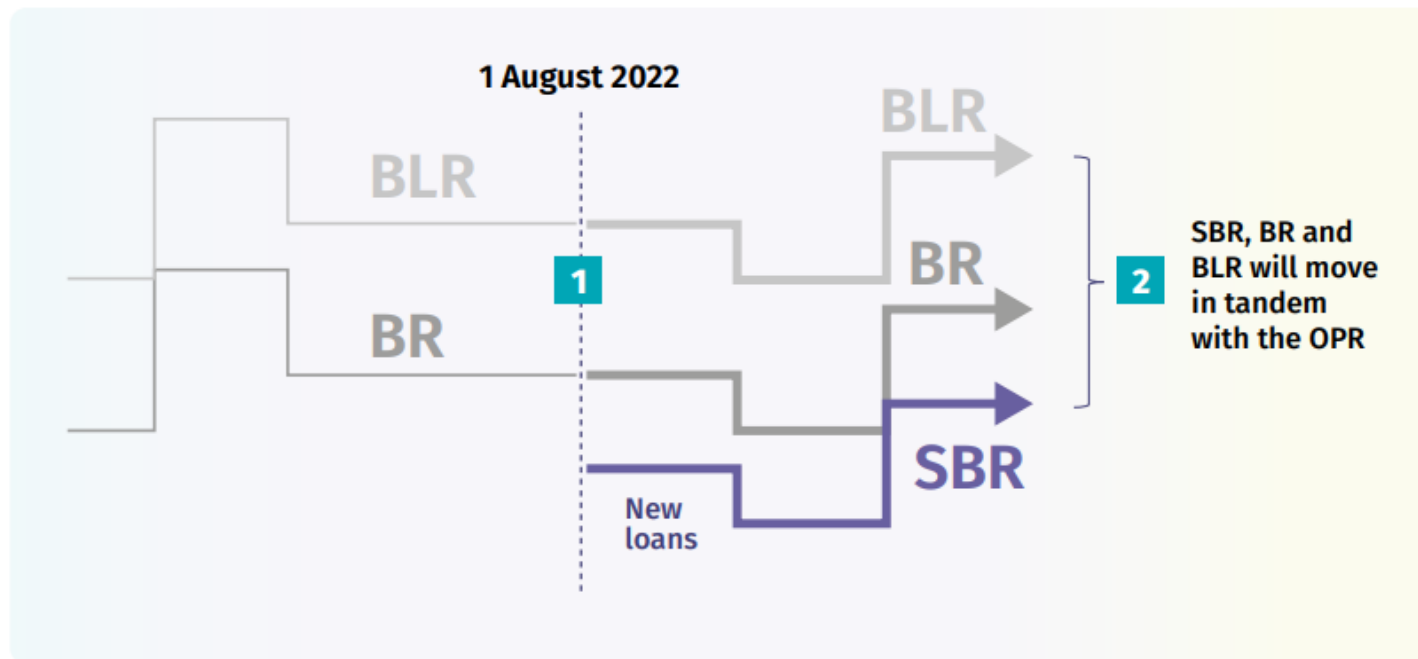 1 August 2022
BLR
BLR
1
BR
BR
2
SBR, BR and
BLR will move
in tandem
with the OPR
SBR
New
loans